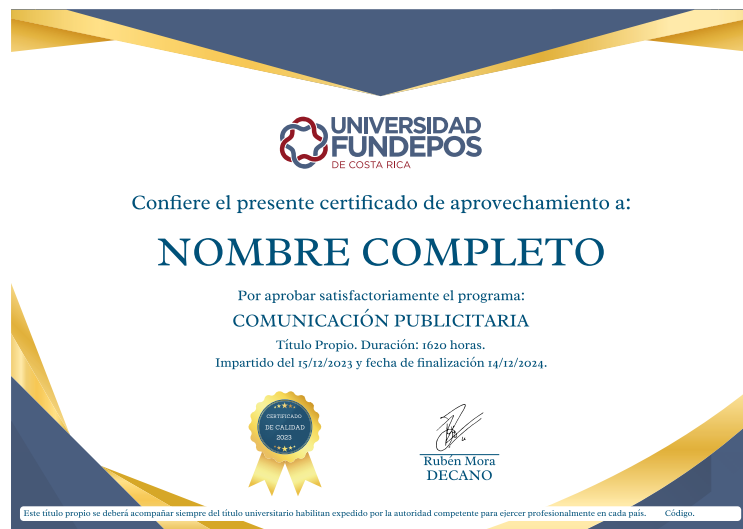 UNIVERSIDAD
FUNDEPOS
DE COSTA RICA
Confiere el presente certificado de aprovechamiento a:
NOMBRE COMPLETO
Por aprobar satisfactoriamente el programa:
COMUNICACIÓN PUBLICITARIA
Título Propio. Duración: 1620 horas.
Impartido del 15/12/2023 y fecha de finalización 14/12/2024.
CERTIFICADO
DE CALIDAD
2023
Rubén Mora
DECANO
Este título propio se deberá acompañar siempre del título universitario habilitan expedido por la autoridad competente para ejercer profesionalmente en cada país. Código.